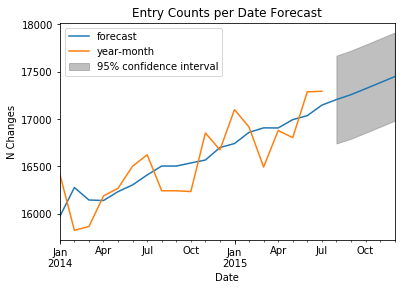 Entry Counts per Date Forecast
forecast
year-month
95% confidence interval
18000
17500
17000
16500
16000
N Changes
Jan Apr Jul Oct Jan Apr Jul Oct
2014 2015
Date